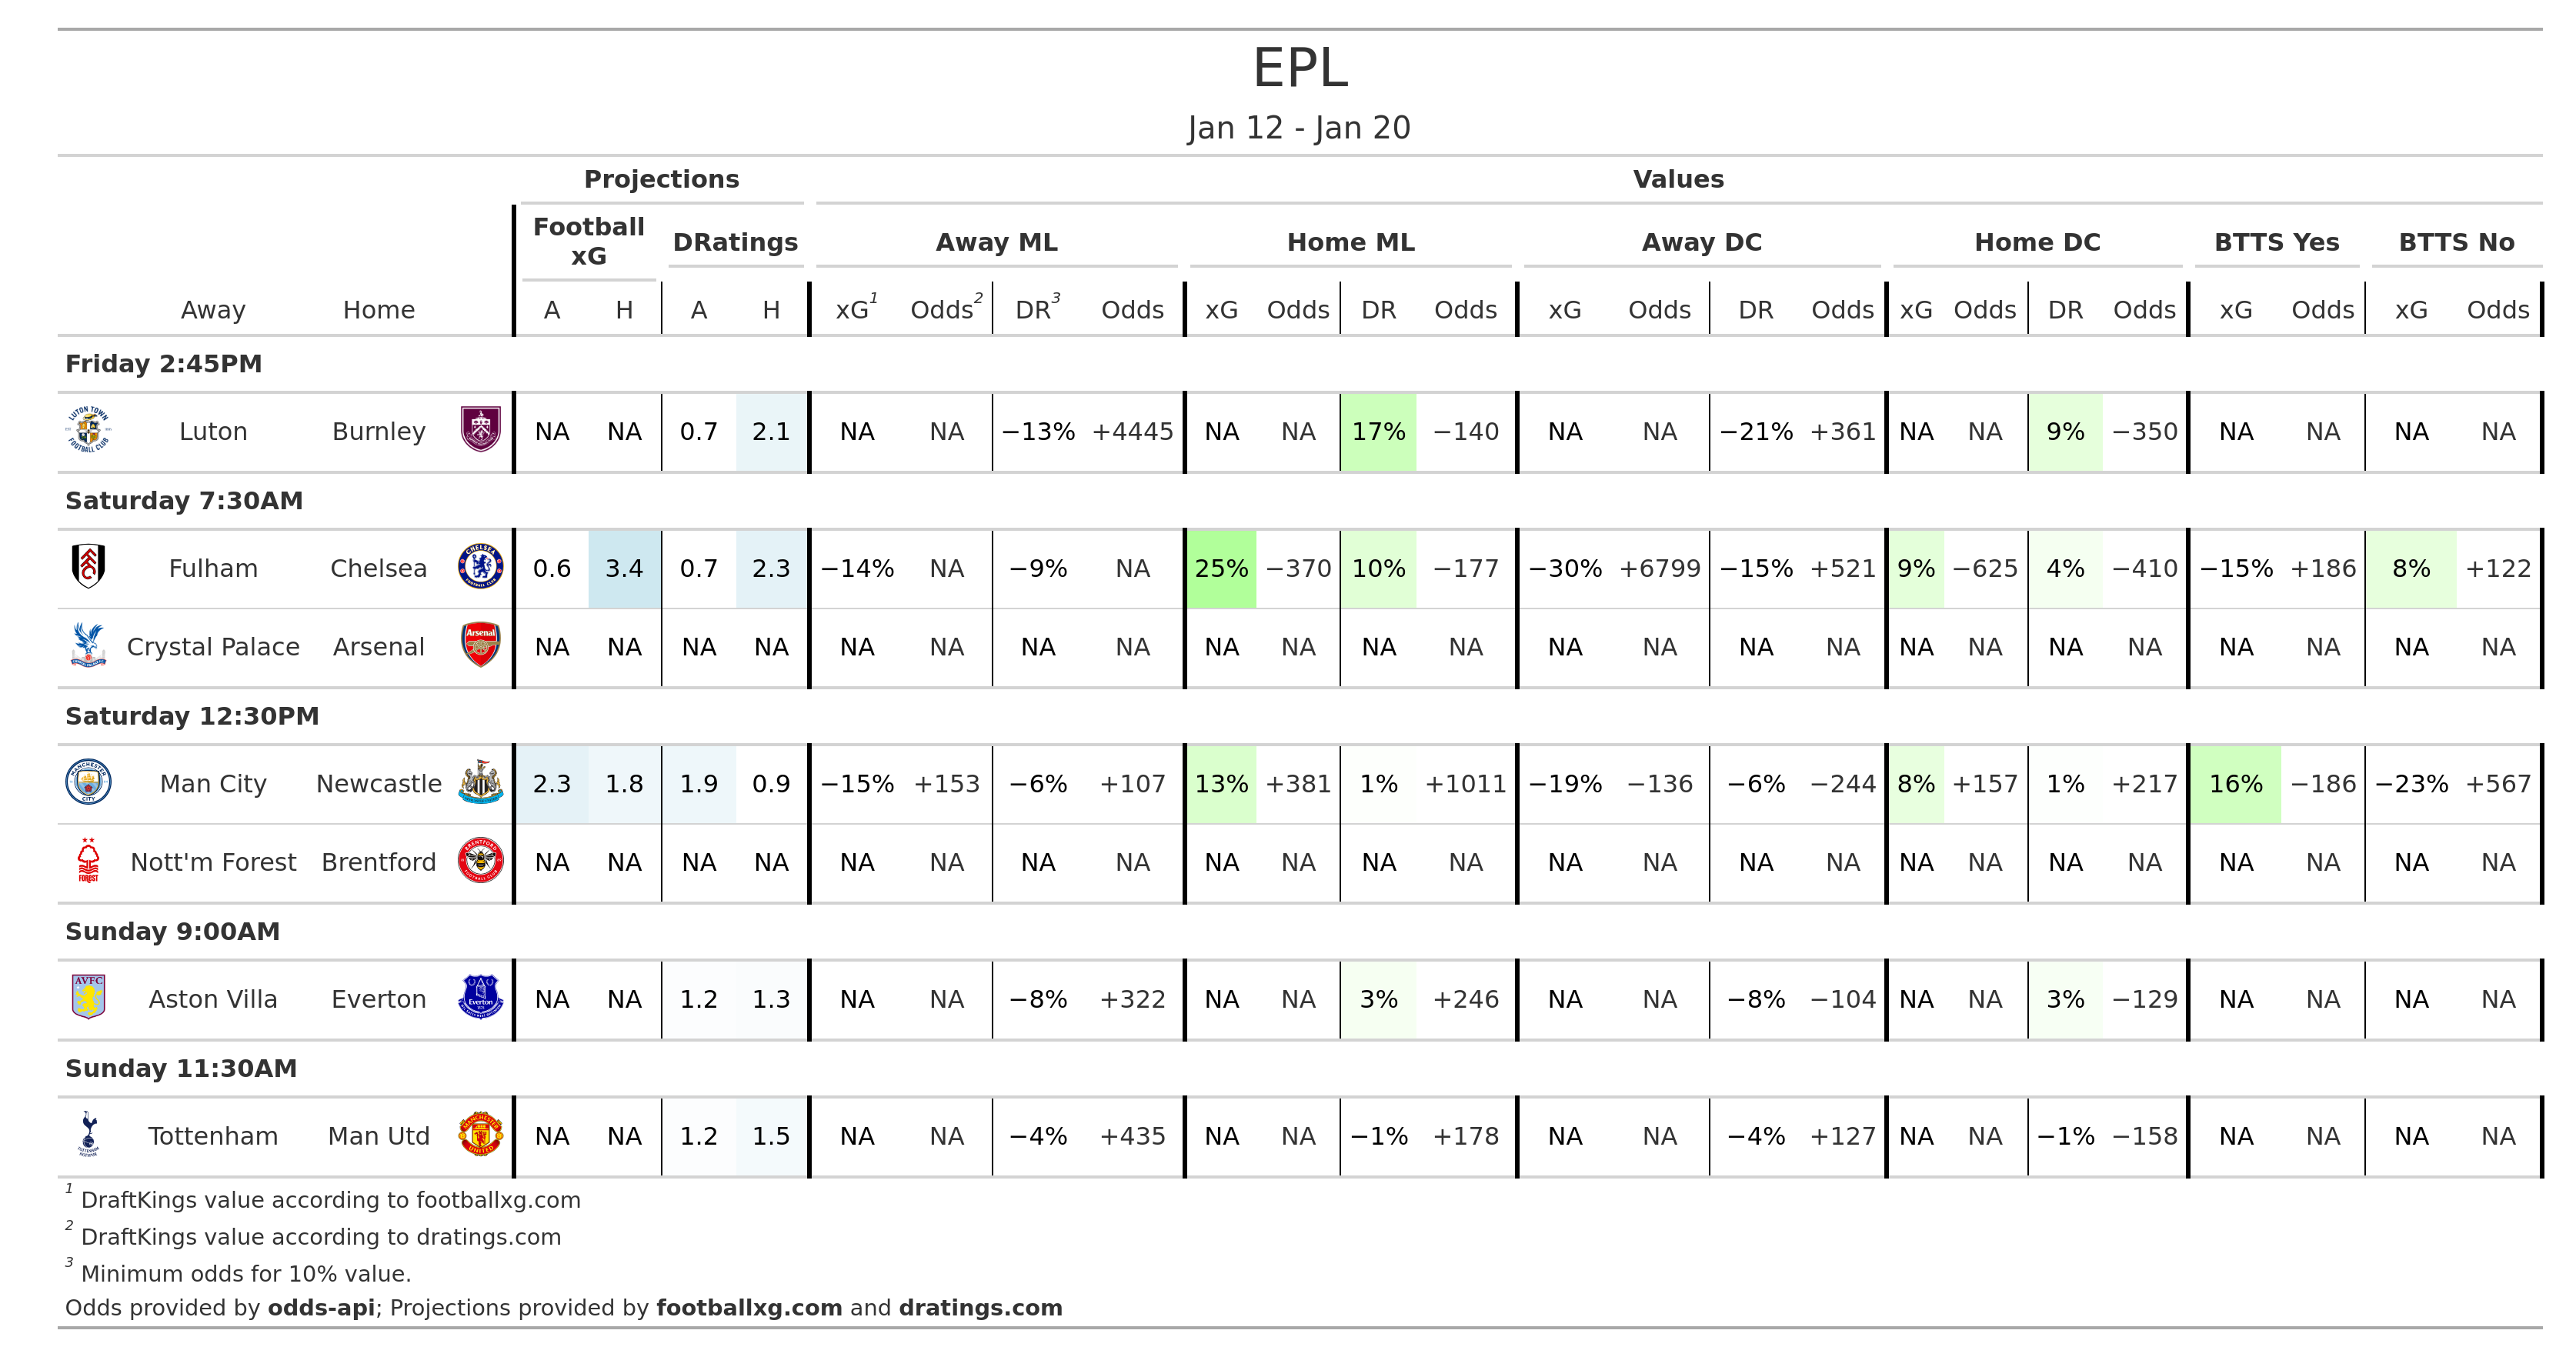 EPL
Jan 12 - Jan 20
Projections Values
Football xG DRatings Away ML Home ML Away DC Home DC BTTS Yes BTTS No
Away Home A H A H xG1 Odds2 DR3 Odds xG Odds DR Odds xG Odds DR Odds xG Odds DR Odds xG Odds xG Odds
Friday 2:45PM
Luton Burnley NA NA 0.7 2.1 NA NA −13% +4445 NA NA 17% −140 NA NA −21% +361 NA NA 9% −350 NA NA NA NA
Saturday 7:30AM
Fulham Chelsea 0.6 3.4 0.7 2.3 −14% NA −9% NA 25% −370 10% −177 −30% +6799 −15% +521 9% −625 4% −410 −15% +186 8% +122
Crystal Palace Arsenal NA NA NA NA NA NA NA NA NA NA NA NA NA NA NA NA NA NA NA NA NA NA NA NA
Saturday 12:30PM
Man City Newcastle 2.3 1.8 1.9 0.9 −15% +153 −6% +107 13% +381 1% +1011 −19% −136 −6% −244 8% +157 1% +217 16% −186 −23% +567
Nott'm Forest Brentford NA NA NA NA NA NA NA NA NA NA NA NA NA NA NA NA NA NA NA NA NA NA NA NA
Sunday 9:00AM
Aston Villa Everton NA NA 1.2 1.3 NA NA −8% +322 NA NA 3% +246 NA NA −8% −104 NA NA 3% −129 NA NA NA NA
Sunday 11:30AM
Tottenham Man Utd NA NA 1.2 1.5 NA NA −4% +435 NA NA −1% +178 NA NA −4% +127 NA NA −1% −158 NA NA NA NA
1 DraftKings value according to footballxg.com
2 DraftKings value according to dratings.com
3 Minimum odds for 10% value.
Odds provided by odds-api; Projections provided by footballxg.com and dratings.com